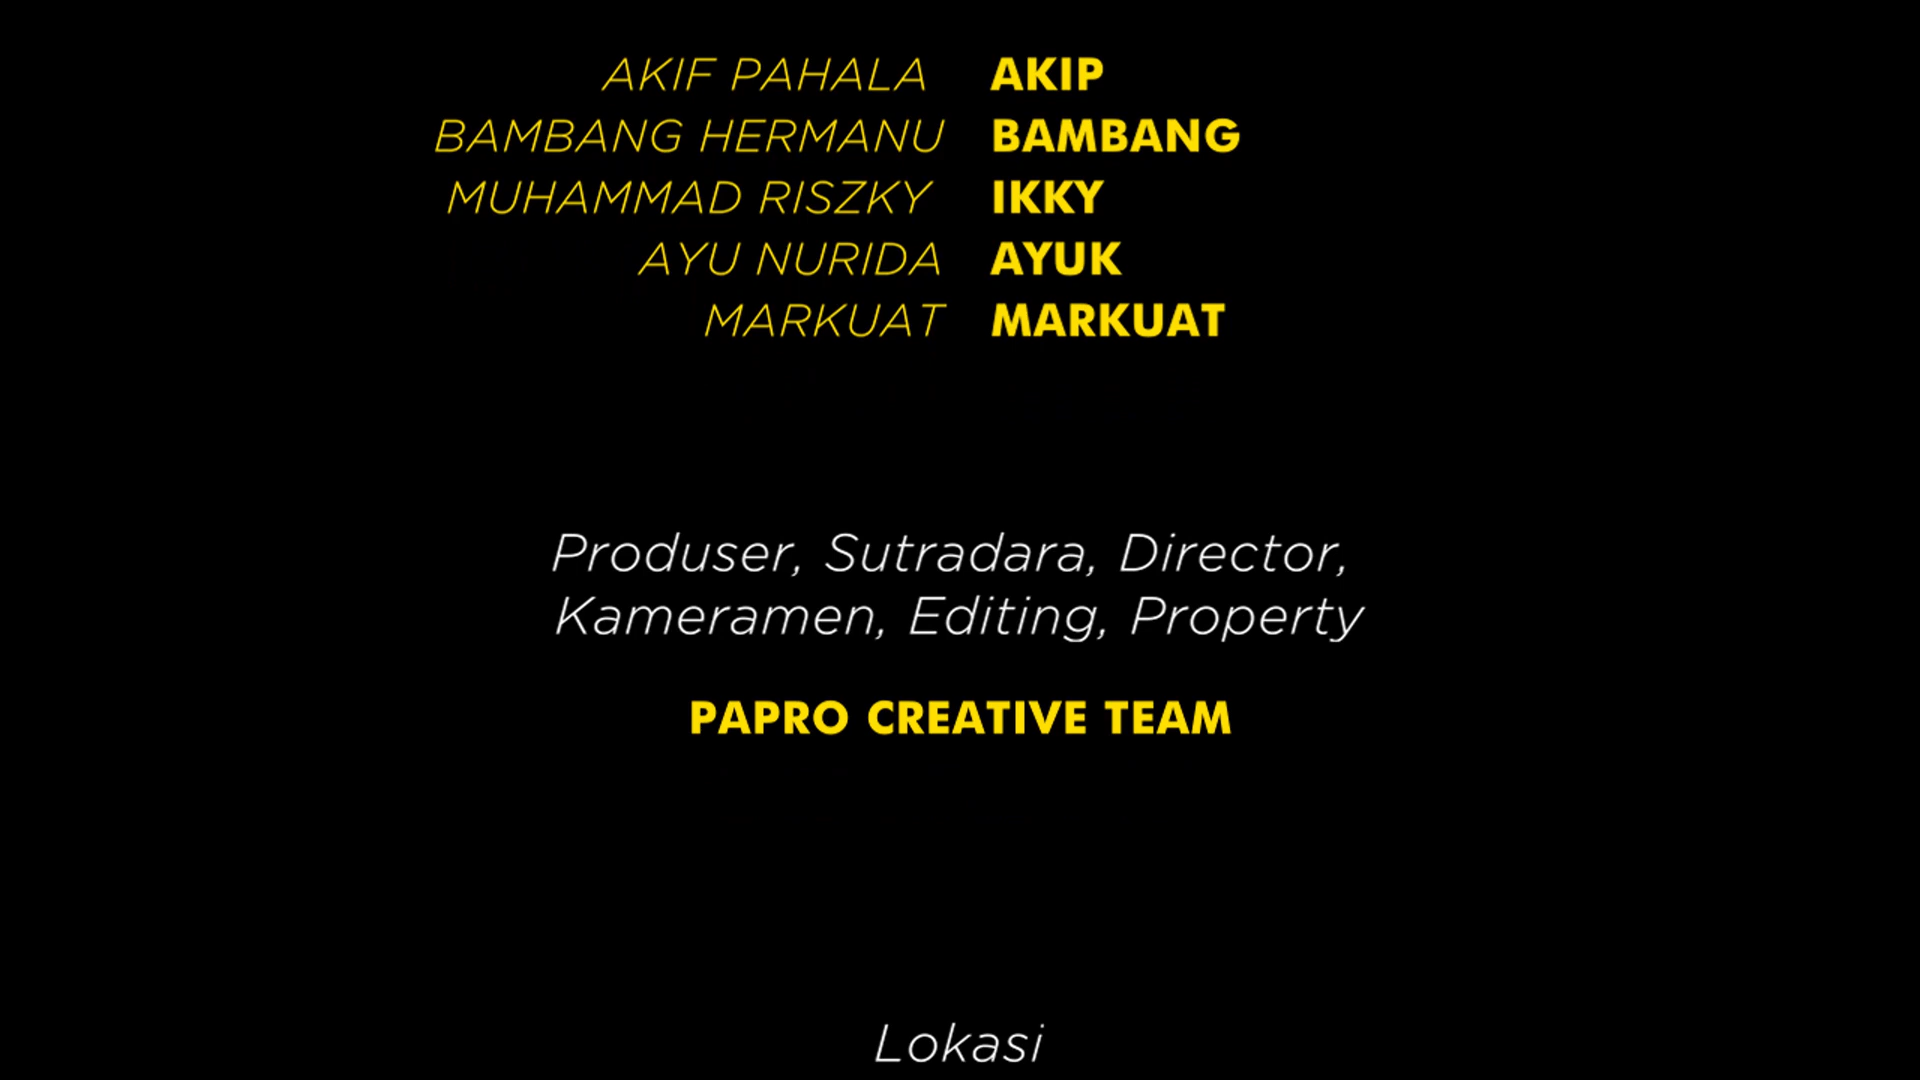 AKIF PAHALA AKIP
BAMBANG HERMANU BAMBANG
MUHAMMAD RISZKY IKKY
AYU NURIDA AYUK
MARKUAT MARKUAT
Produser, Sutradara, Director,
Kameramen, Editing, Property
PAPRO CREATIVE TEAM
Lokasi